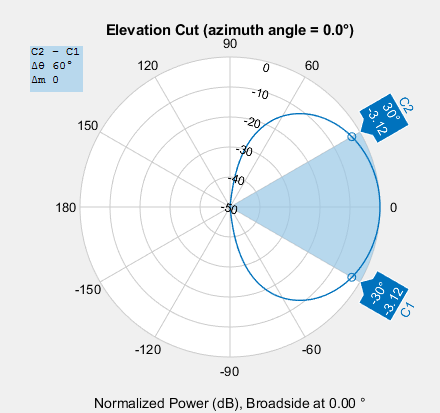 Elevation Cut (azimuth angle = 0.0°)
C2 - C1
Δθ 60°
Δm 0
90
120
60
0
-10
150
30°
-3.12
C2
-20
-30
-40
180
-50
0
-150
-30°
-3.12
C1
-120
-60
-90
Normalized Power (dB), Broadside at 0.00 °